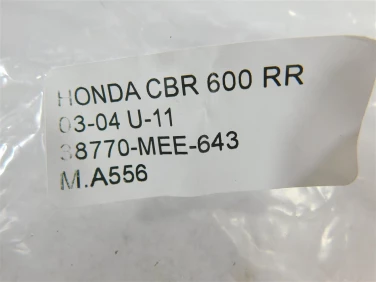 HONDA CBR 600 RR
03-04 U-11
38770-MEE-643
M.A556